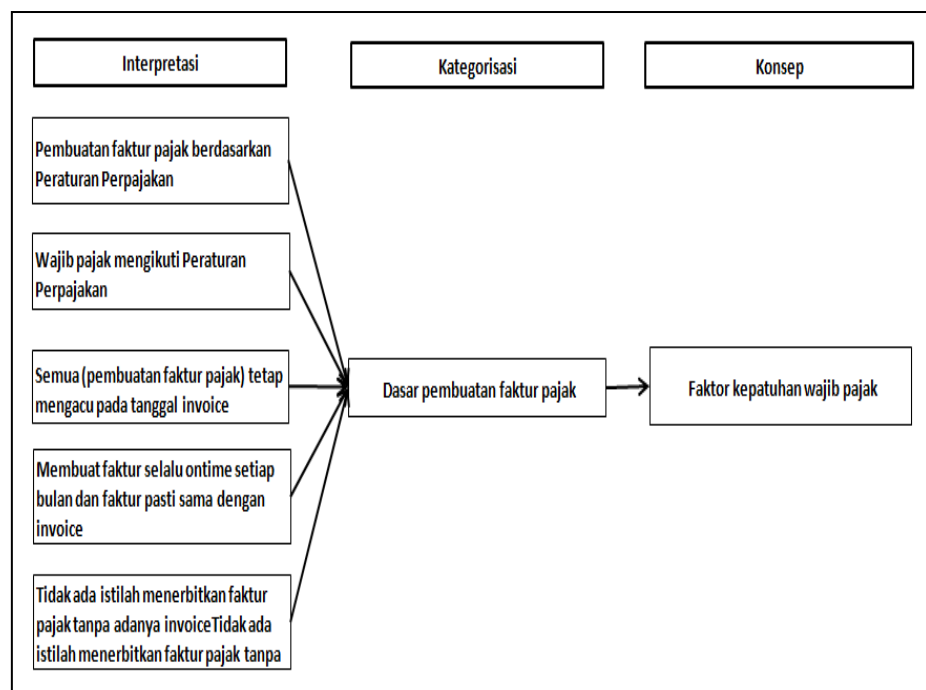 Interpretasi
Kategorisasi
Konsep
Pembuatan faktur pajak berdasarkan
Peraturan Perpajakan
Wajib pajak mengikuti Peraturan
Perpajakan
Semua (pembuatan faktur pajak) tetap
mengacu pada tanggal invoice
Membuat faktur selalu ontime setiap
bulan dan faktur pasti sama dengan
invoice
Tidak ada istilah menerbitkan faktur
pajak tanpa adanya invoiceTidak ada
istilah menerbitkan faktur pajak tanpa
Dasar pembuatan faktur pajak
Faktor kepatuhan wajib pajak